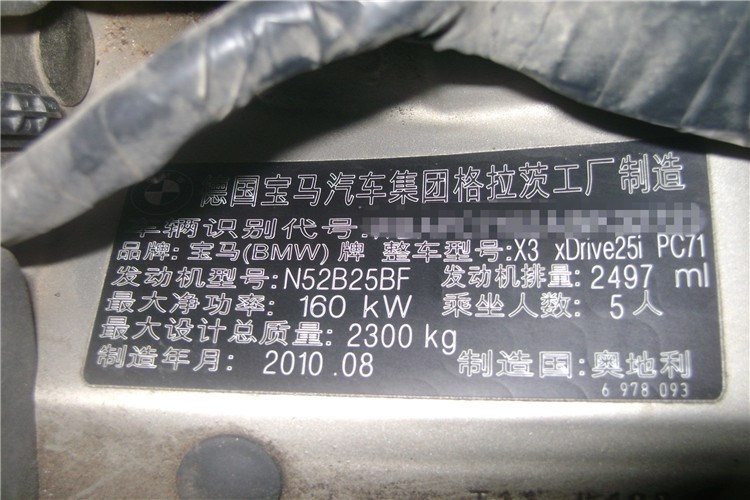 德国宝马汽车集团格拉茨工厂制造
车辆识别代号:
品牌: 宝马(BMW) 牌 整车型号:X3 xDrive25i PC71
发动机型号:N52B25BF 发动机排量: 2497 ml
最大净功率: 160 kW 乘坐人数: 5 人
最大设计总质量: 2300 kg
制造年月: 2010 .08 制造国:奥地利
6 978 093